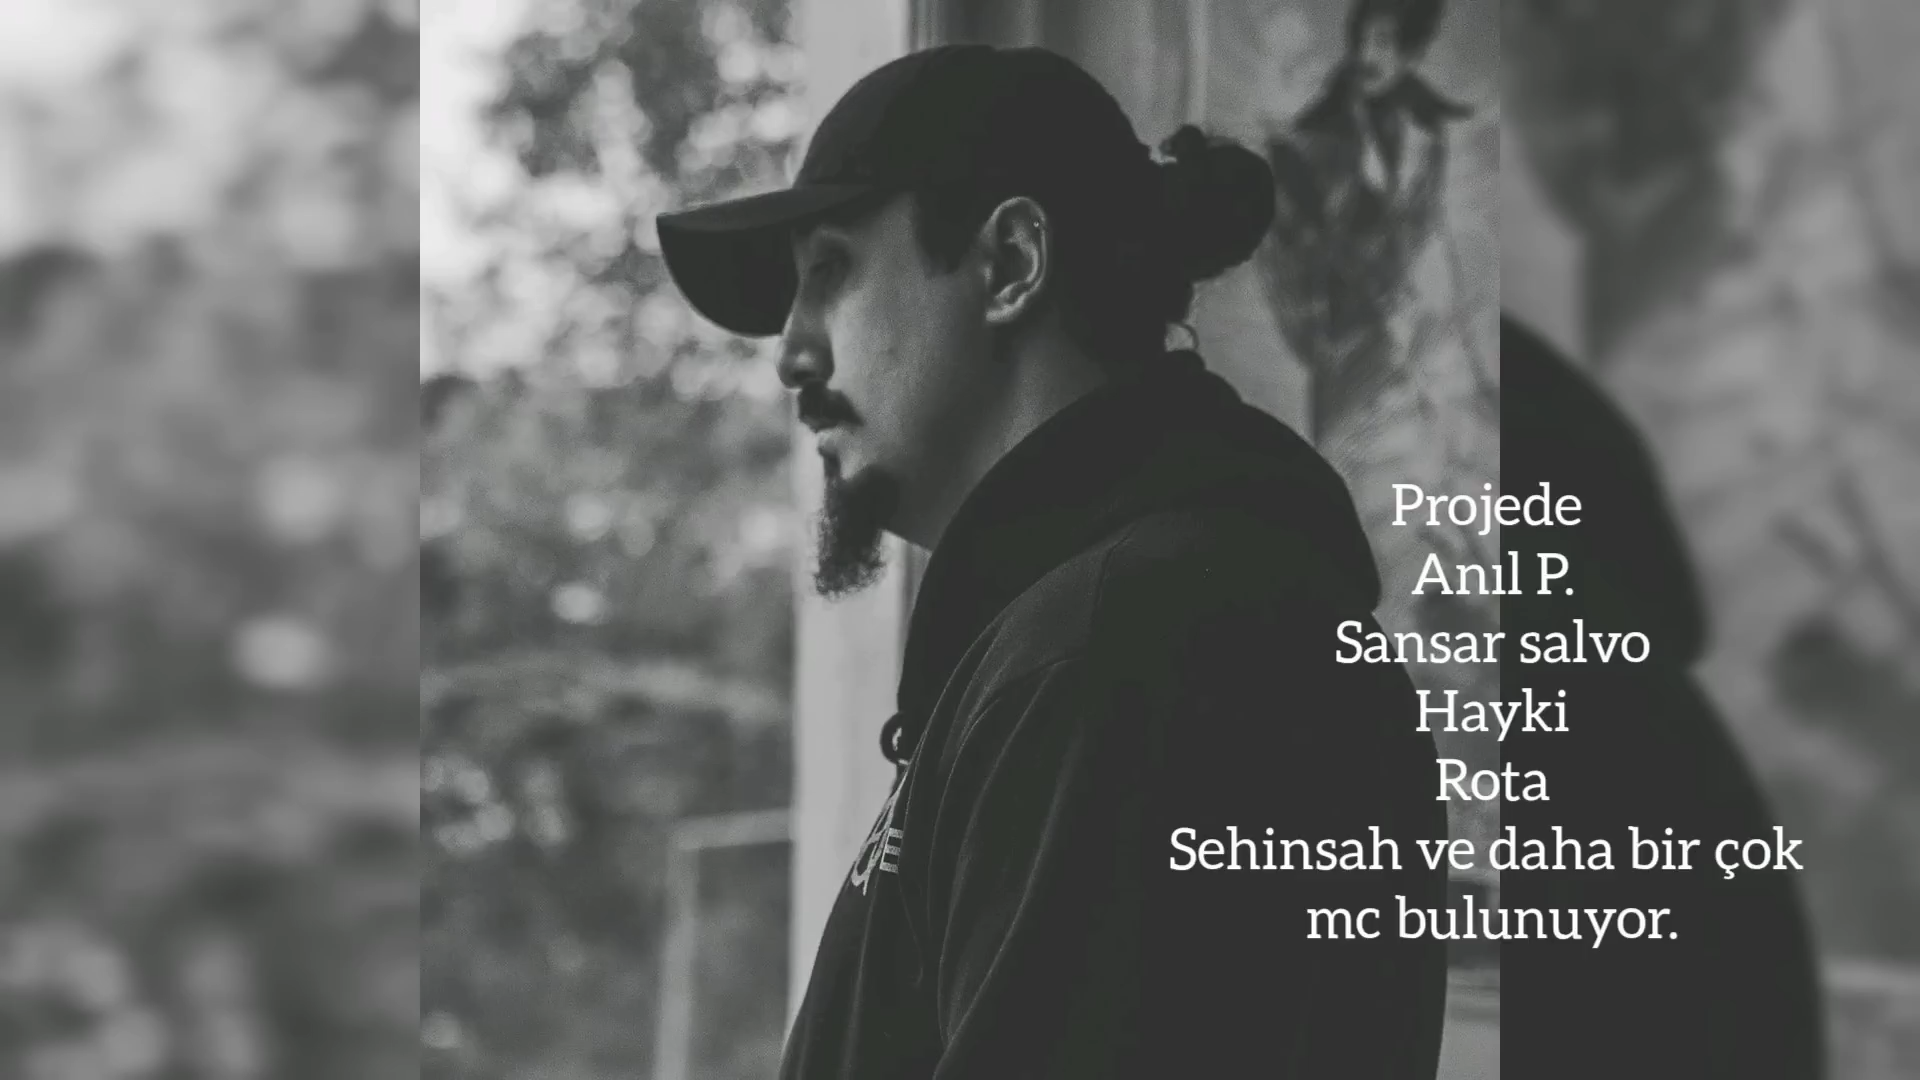 Projede
Anıl P.
Sansar salvo
Hayki
Rota
Sehinsah ve daha bir çok
mc bulunuyor.